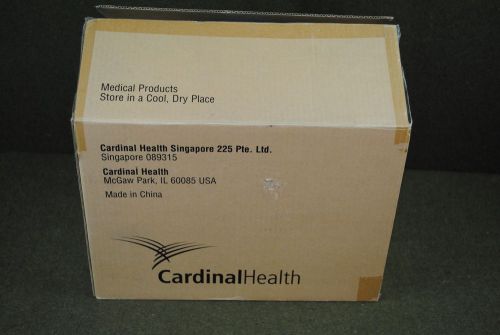 Medical Products
Store in a Cool, Dry Place
Cardinal Health Singapore 225 Pte. Ltd.
Singapore 089315
Cardinal Health
McGaw Park, IL 60085 USA
Made in China
CardinalHealth